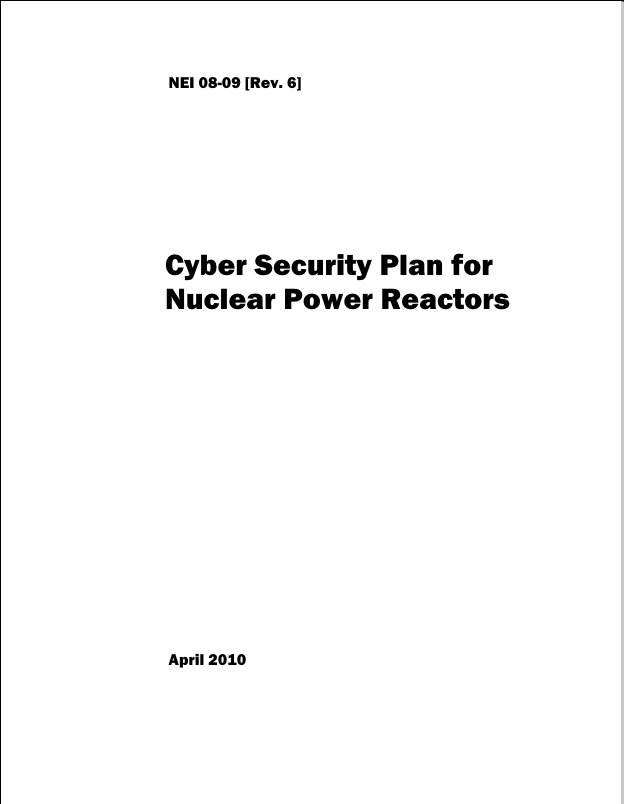 NEI 08-09 [Rev. 6]
Cyber Security Plan for
Nuclear Power Reactors
April 2010